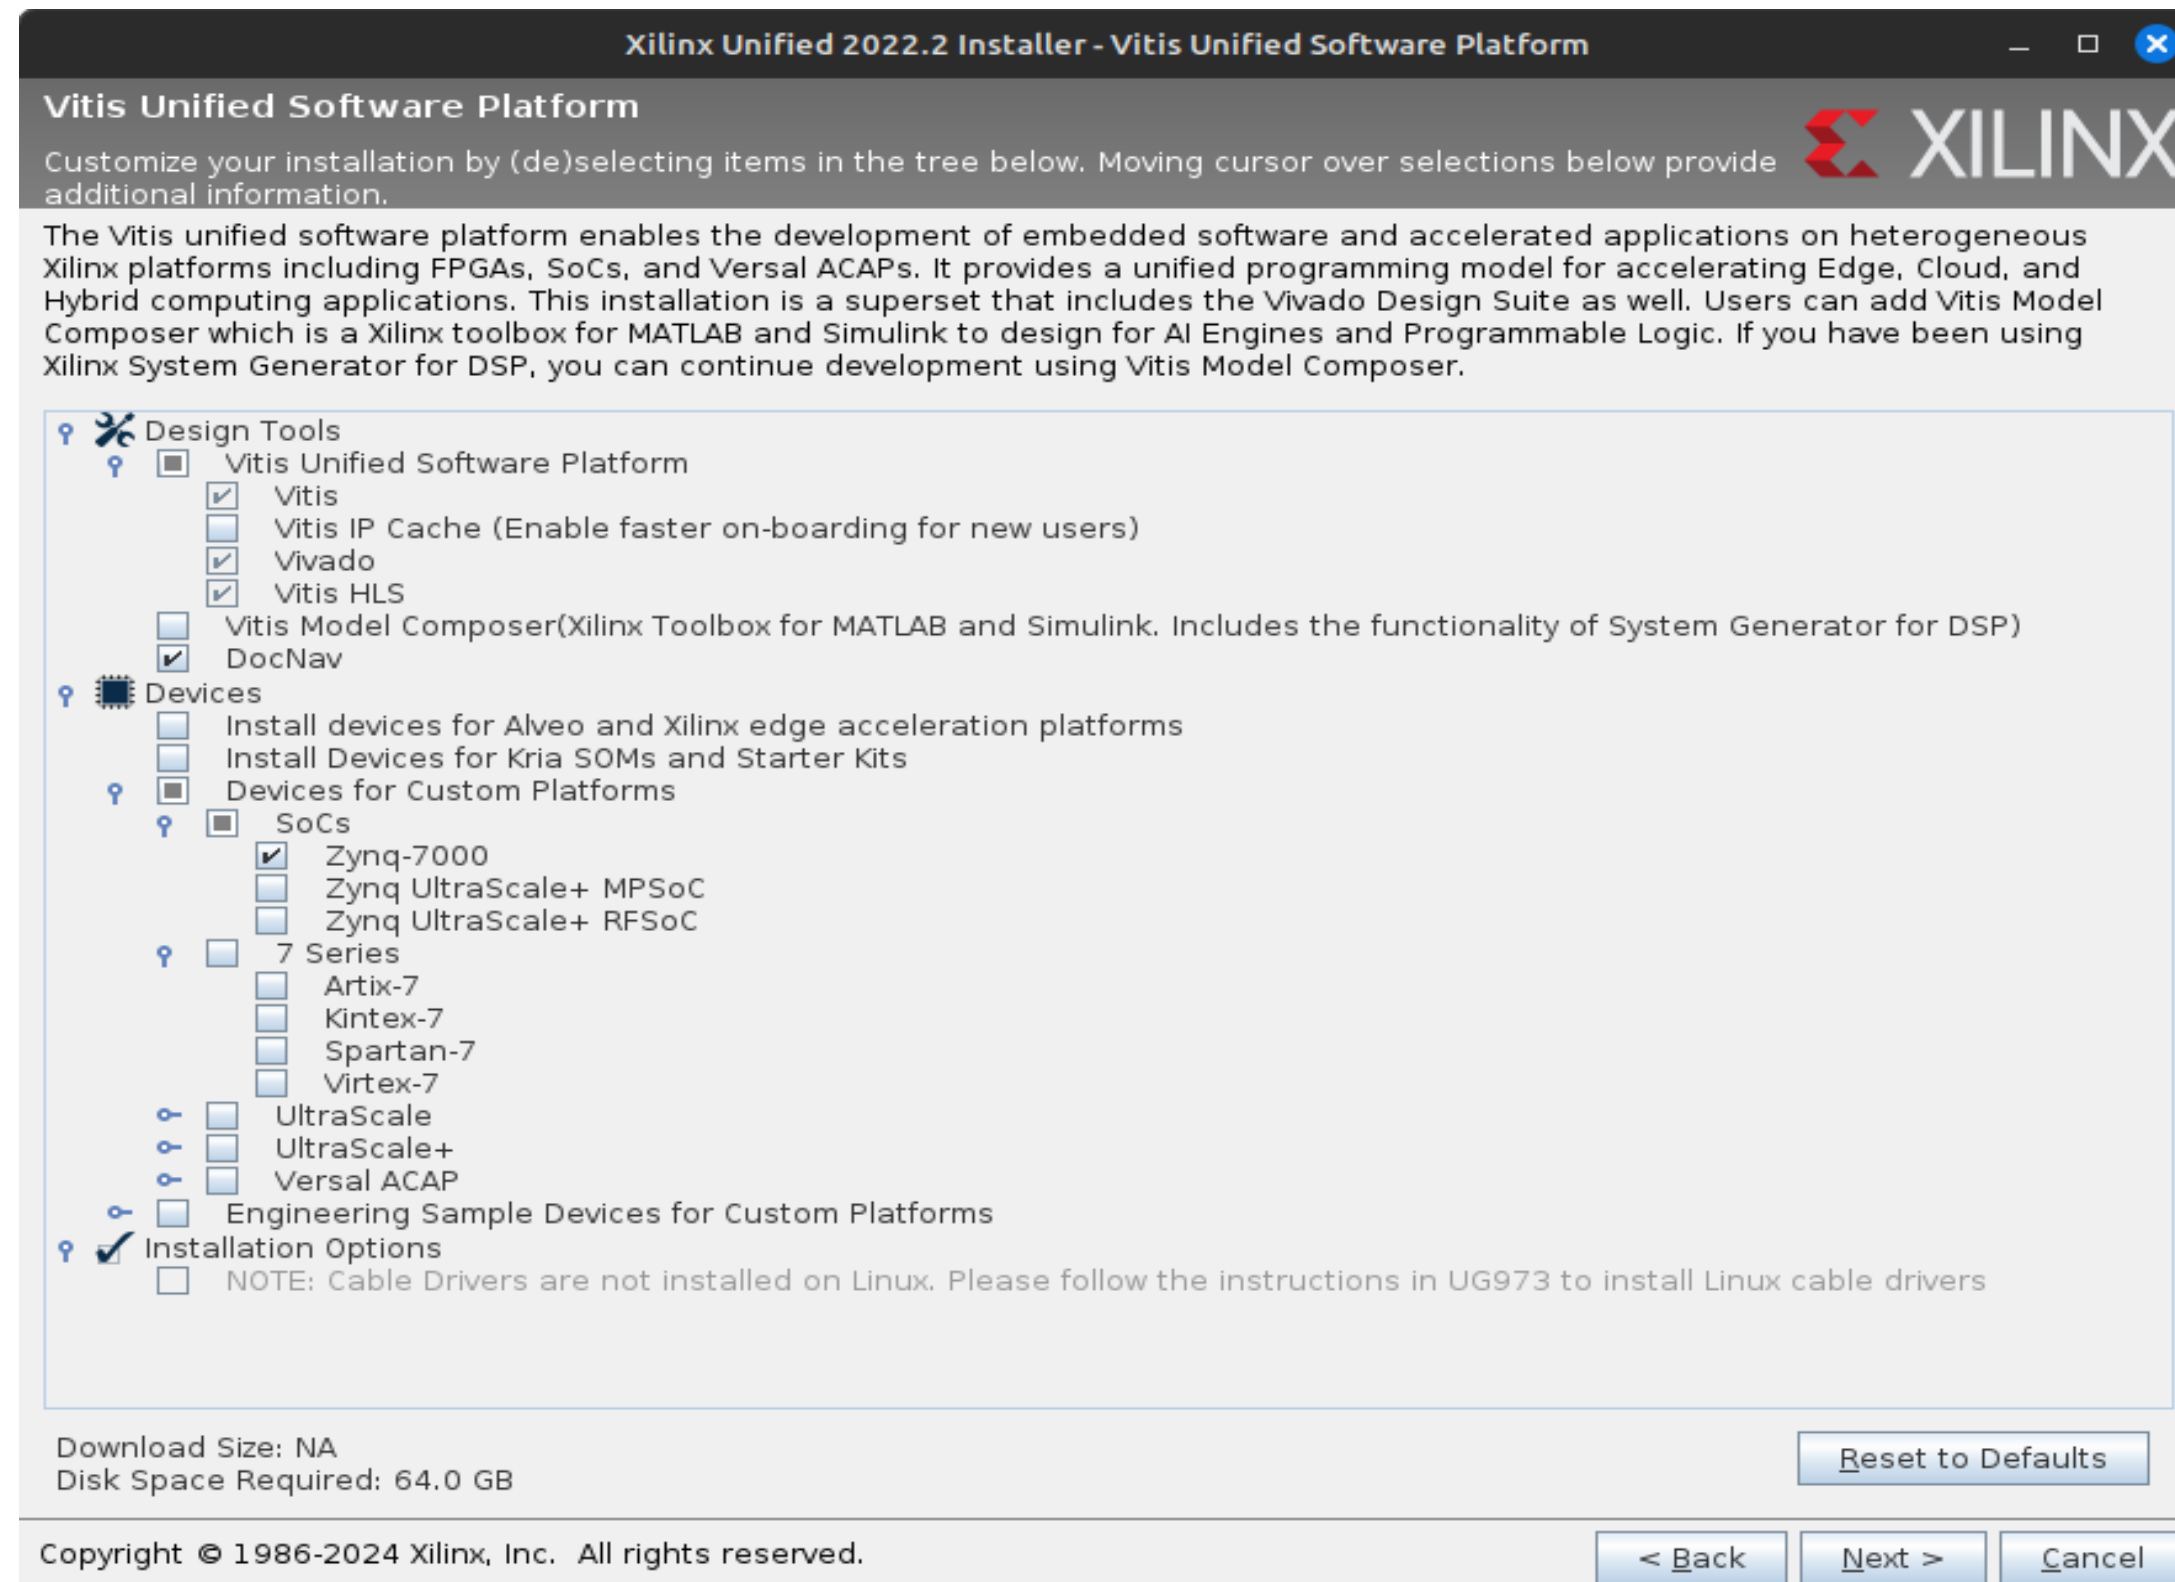 Xilinx Unified 2022.2 Installer - Vitis Unified Software Platform
Vitis Unified Software Platform
Customize your installation by (de)selecting items in the tree below. Moving cursor over selections below provide
additional information.
XILINX
The Vitis unified software platform enables the development of embedded software and accelerated applications on heterogeneous
Xilinx platforms including FPGAs, SoCs, and Versal ACAPs. It provides a unified programming model for accelerating Edge, Cloud, and
Hybrid computing applications. This installation is a superset that includes the Vivado Design Suite as well. Users can add Vitis Model
Composer which is a Xilinx toolbox for MATLAB and Simulink to design for AI Engines and Programmable Logic. If you have been using
Xilinx System Generator for DSP, you can continue development using Vitis Model Composer.
Design Tools
Vitis Unified Software Platform
Vitis
Vitis IP Cache (Enable faster on-boarding for new users)
Vivado
Vitis HLS
Vitis Model Composer(Xilinx Toolbox for MATLAB and Simulink. Includes the functionality of System Generator for DSP)
DocNav
Devices
Install devices for Alveo and Xilinx edge acceleration platforms
Install Devices for Kria SOMs and Starter Kits
Devices for Custom Platforms
SoCs
Zynq-7000
Zynq UltraScale+ MPSoC
Zynq UltraScale+ RFSoC
7 Series
Artix-7
Kintex-7
Spartan-7
Virtex-7
UltraScale
UltraScale+
Versal ACAP
Engineering Sample Devices for Custom Platforms
Installation Options
NOTE: Cable Drivers are not installed on Linux. Please follow the instructions in UG973 to install Linux cable drivers
Download Size: NA
Disk Space Required: 64.0 GB
Reset to Defaults
Copyright © 1986-2024 Xilinx, Inc. All rights reserved.
< Back
Next >
Cancel